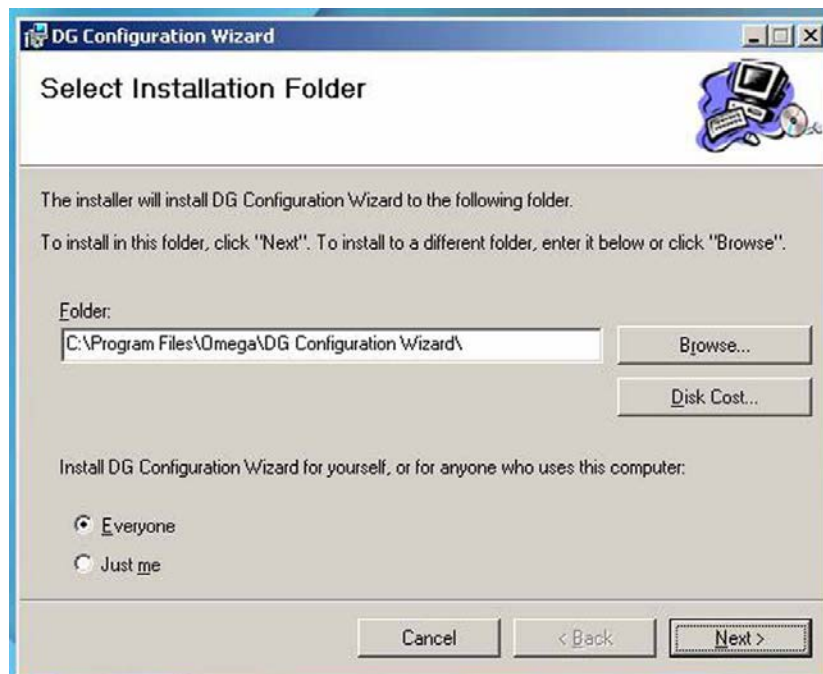 DG Configuration Wizard
Select Installation Folder
The installer will install DG Configuration Wizard to the following folder.
To install in this folder, click "Next". To install to a different folder, enter it below or click "Browse".
Folder:
C:\Program Files\Omega\DG Configuration Wizard\
Browse...
Disk Cost...
Install DG Configuration Wizard for yourself, or for anyone who uses this computer:
Everyone
Just me
Cancel < Back Next >